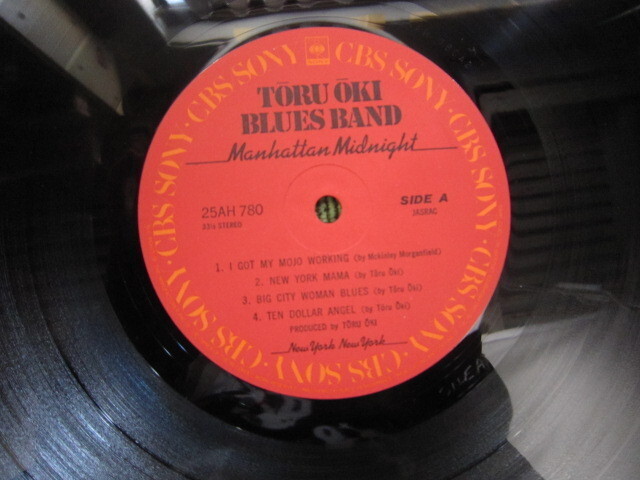 CBS SONY · CBS SONY · CBS SONY · CBS SONY · CBS SONY · CBS SONY · CBS SONY
TŌRU ŌKI
BLUES BAND
Manhattan Midnight
25AH 780
SIDE A
33⅓ STEREO
JASRAC
1. I GOT MY MOJO WORKING (by Mckinley Morganfield)
2. NEW YORK MAMA (by Tōru Ōki)
3. BIG CITY WOMAN BLUES (by Tōru Ōki)
4. TEN DOLLAR ANGEL (by Tōru Ōki)
PRODUCED by TŌRU ŌKI
New York New York